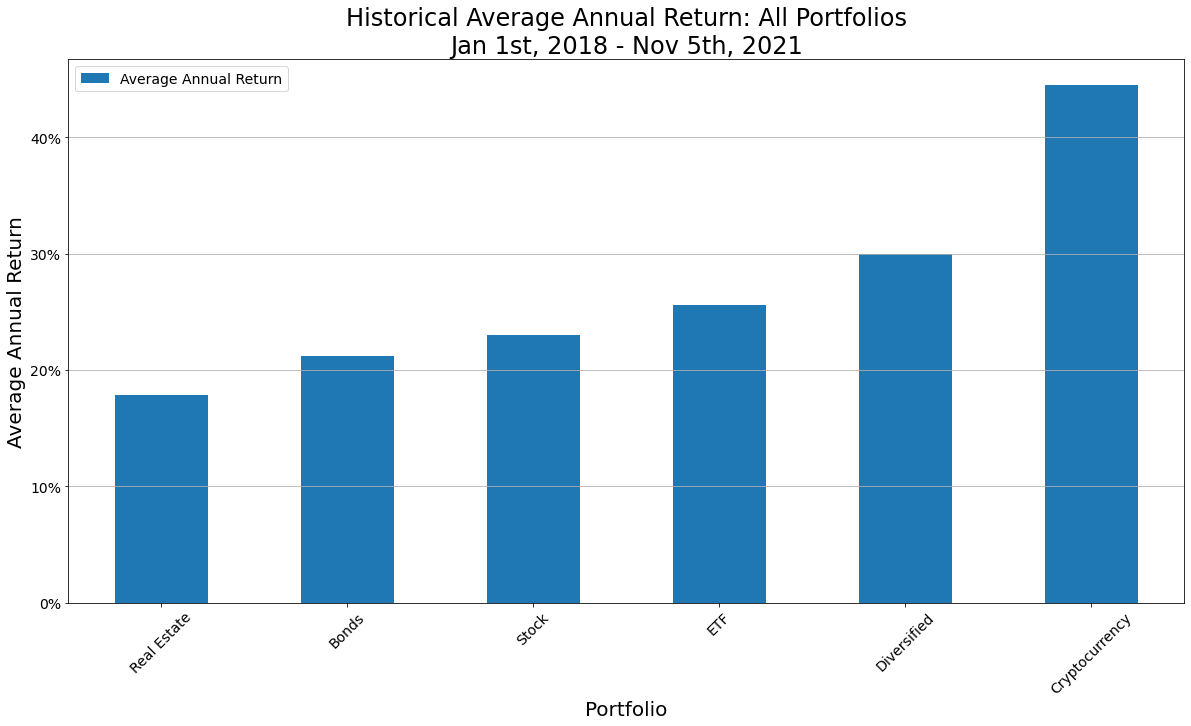 Historical Average Annual Return: All Portfolios
Jan 1st, 2018 - Nov 5th, 2021
Average Annual Return
Average Annual Return
40%
30%
20%
10%
0%
Real Estate
Bonds
Stock
ETF
Diversified
Cryptocurrency
Portfolio